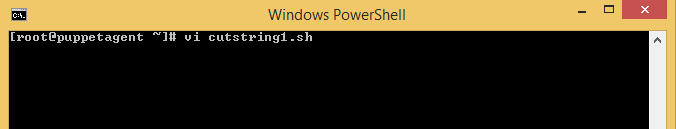 Windows PowerShell
[root@puppetagent ~]# vi cutstring1.sh